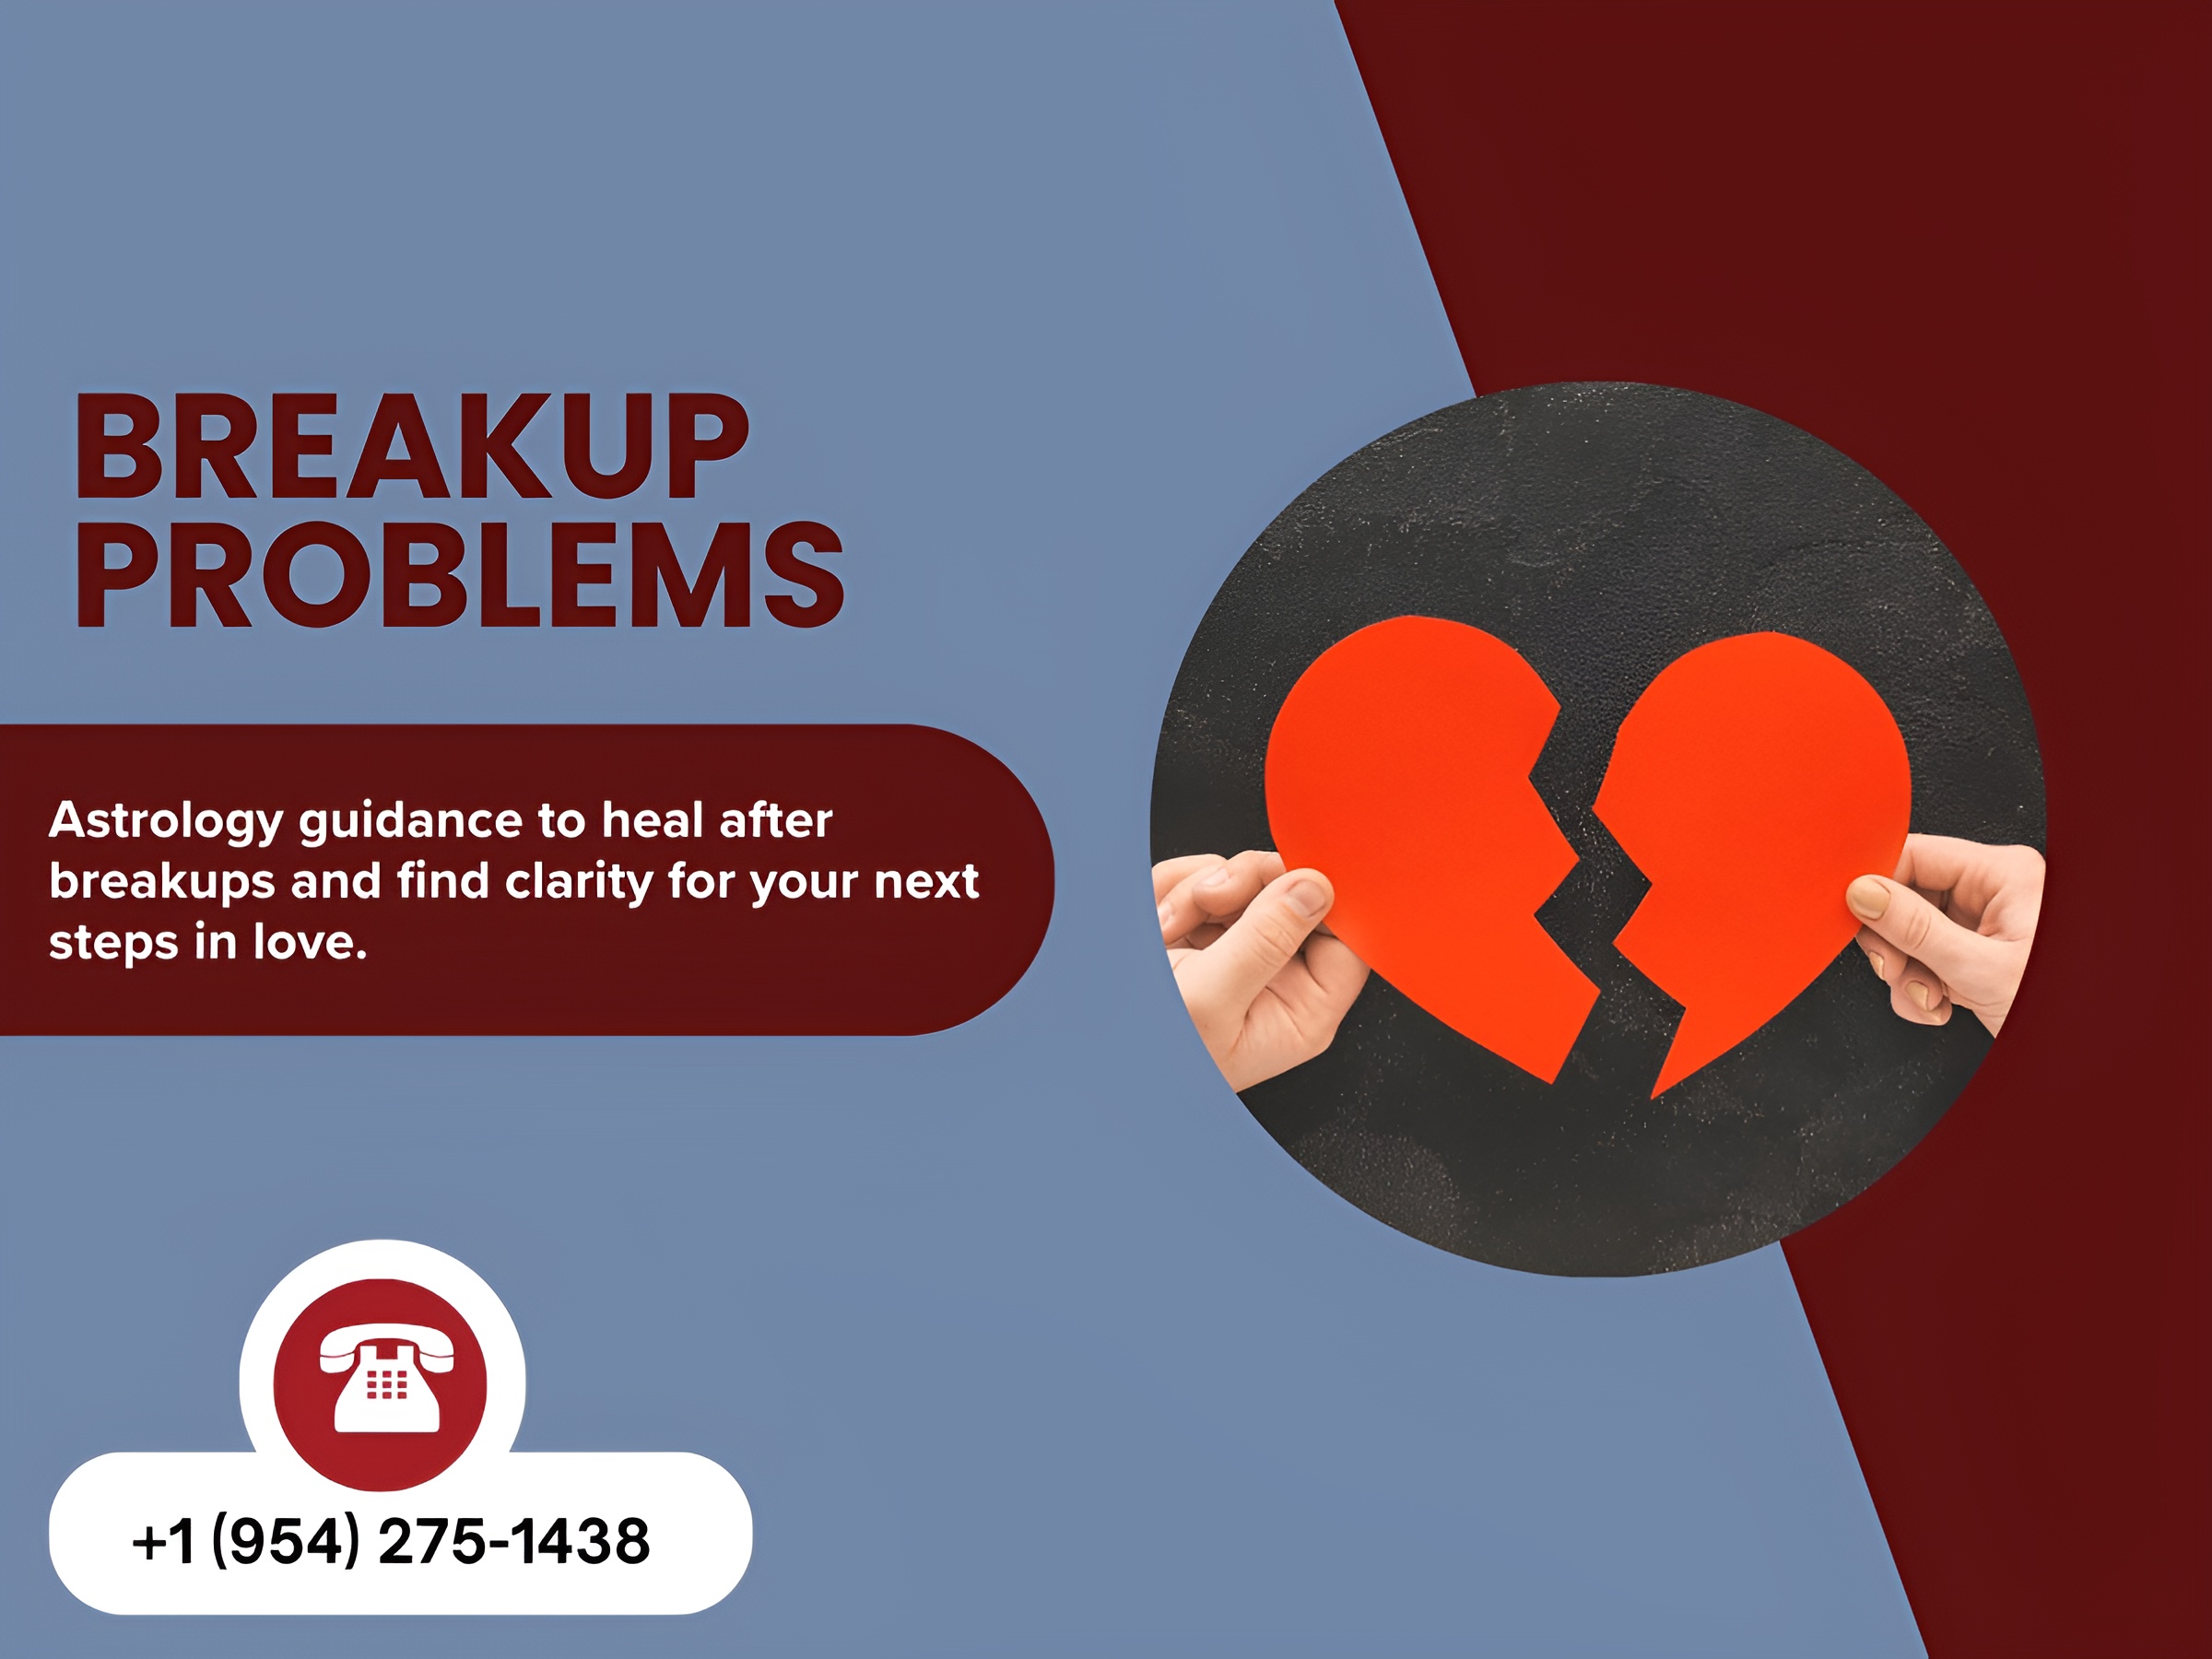 BREAKUP
PROBLEMS
Astrology guidance to heal after
breakups and find clarity for your next
steps in love.
+1 (954) 275-1438